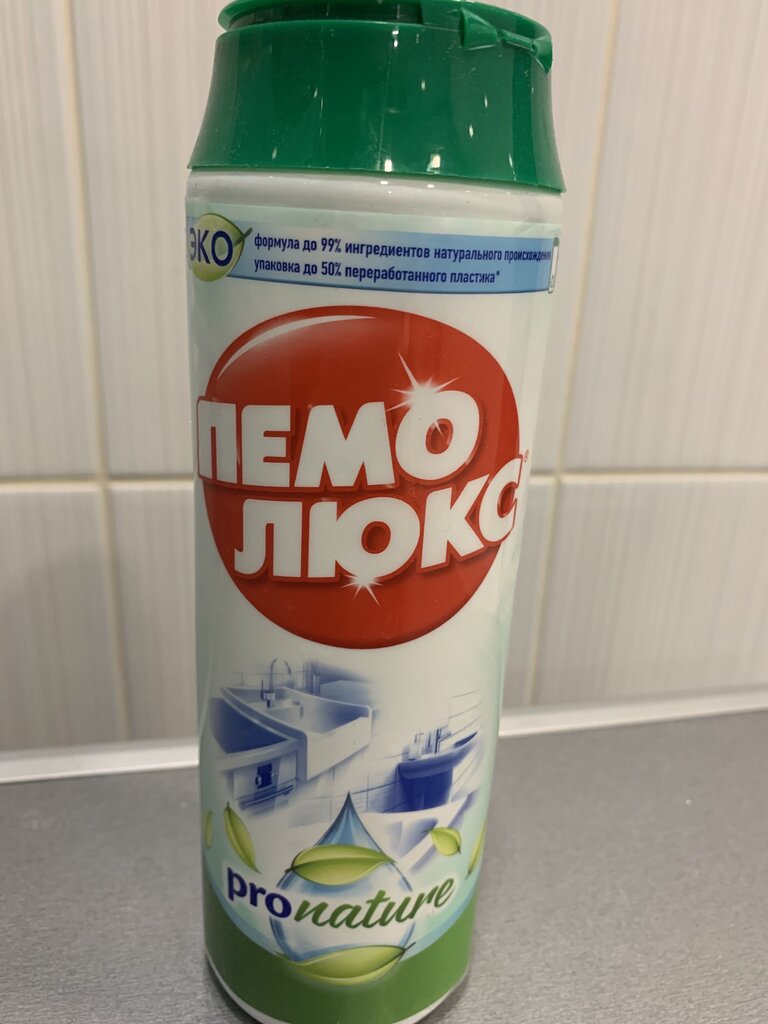 ЭКО
формула до 99% ингредиентов натурального происхождения
упаковка до 50% переработанного пластика*
ПЕМО
ЛЮКС®
pronature